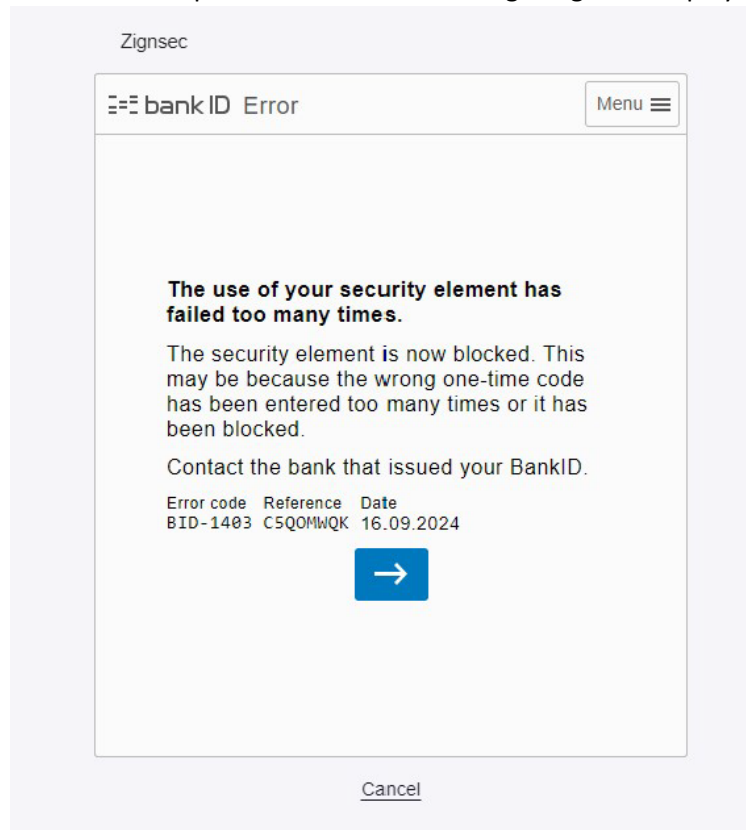 Zignsec
bankID Error
Menu
The use of your security element has
failed too many times.
The security element is now blocked. This
may be because the wrong one-time code
has been entered too many times or it has
been blocked.
Contact the bank that issued your BankID.
Error code Reference Date
BID-1403 C5QOMWQK 16.09.2024
Cancel